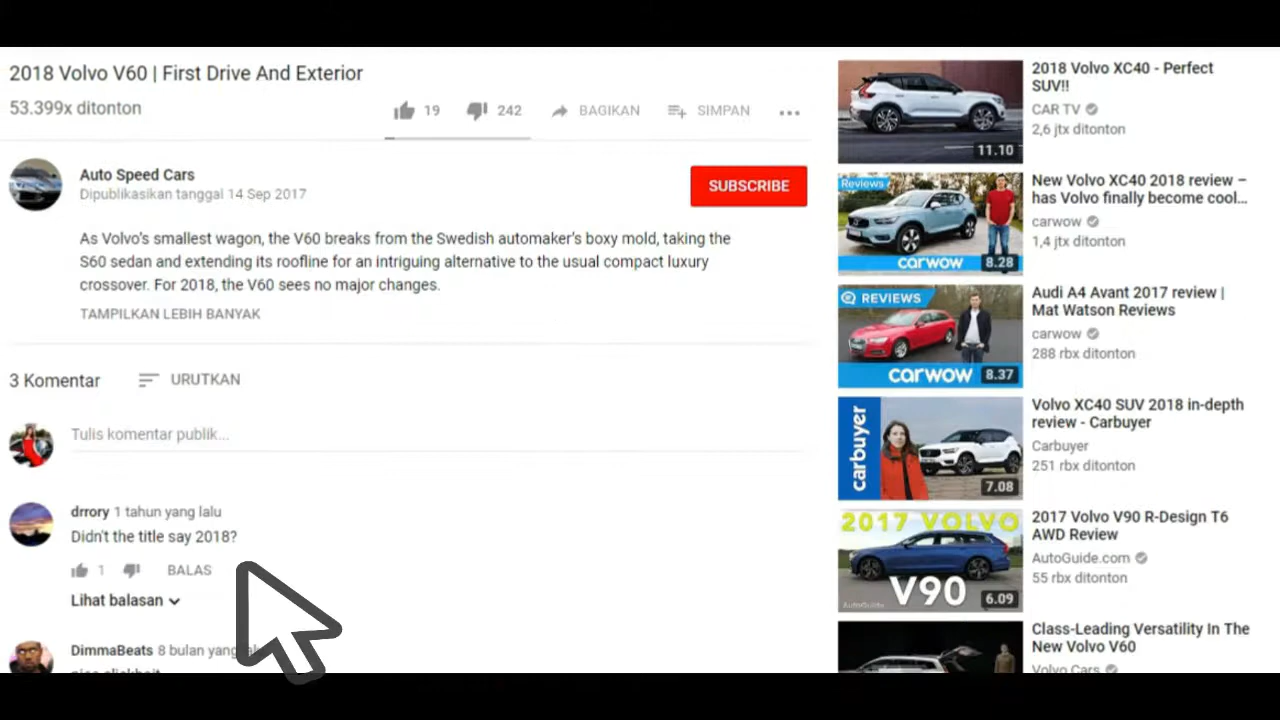 2018 Volvo V60 | First Drive And Exterior
53.399x ditonton
19
242
BAGIKAN
SIMPAN
Auto Speed Cars
Dipublikasikan tanggal 14 Sep 2017
SUBSCRIBE
As Volvo's smallest wagon, the V60 breaks from the Swedish automaker's boxy mold, taking the
S60 sedan and extending its roofline for an intriguing alternative to the usual compact luxury
crossover. For 2018, the V60 sees no major changes.
TAMPILKAN LEBIH BANYAK
3 Komentar
URUTKAN
Tulis komentar publik...
drrory 1 tahun yang lalu
Didn't the title say 2018?
1
BALAS
Lihat balasan
DimmaBeats 8 bulan yang
11.10
2018 Volvo XC40 - Perfect
SUV!!
CAR TV
2,6 jtx ditonton
Reviews
carwow
8.28
New Volvo XC40 2018 review –
has Volvo finally become cool...
carwow
1,4 jtx ditonton
REVIEWS
carwow
8.37
Audi A4 Avant 2017 review |
Mat Watson Reviews
carwow
288 rbx ditonton
carbuyer
7.08
Volvo XC40 SUV 2018 in-depth
review - Carbuyer
Carbuyer
251 rbx ditonton
2017 VOLVO
V90
AutoGuide
6.09
2017 Volvo V90 R-Design T6
AWD Review
AutoGuide.com
55 rbx ditonton
Class-Leading Versatility In The
New Volvo V60
Volvo Cars